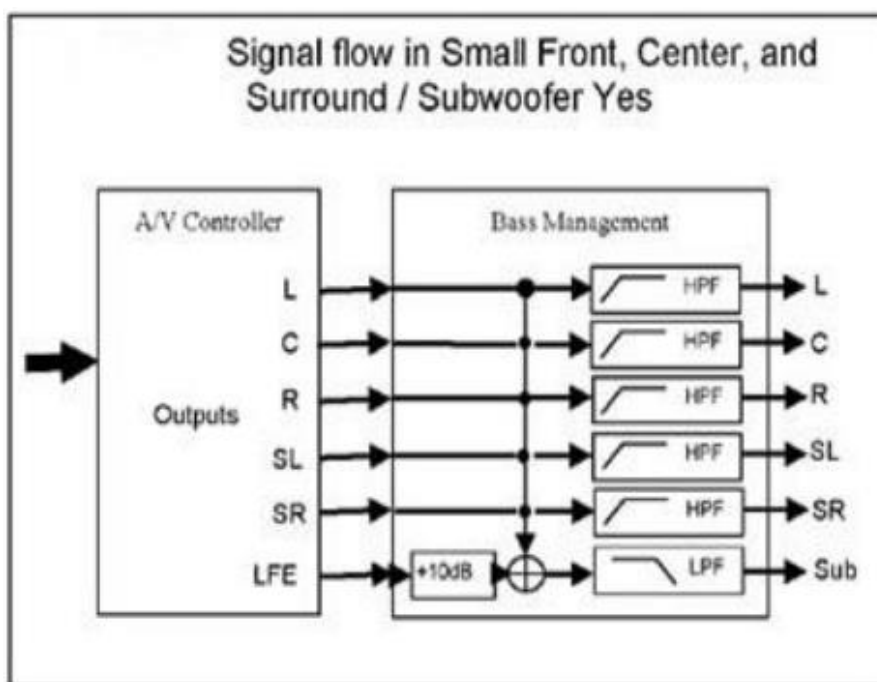 Signal flow in Small Front, Center, and
Surround / Subwoofer Yes
A/V Controller
Bass Management
L
HPF
L
C
HPF
C
Outputs
R
HPF
R
SL
HPF
SL
SR
HPF
SR
LFE
+10dB
LPF
Sub